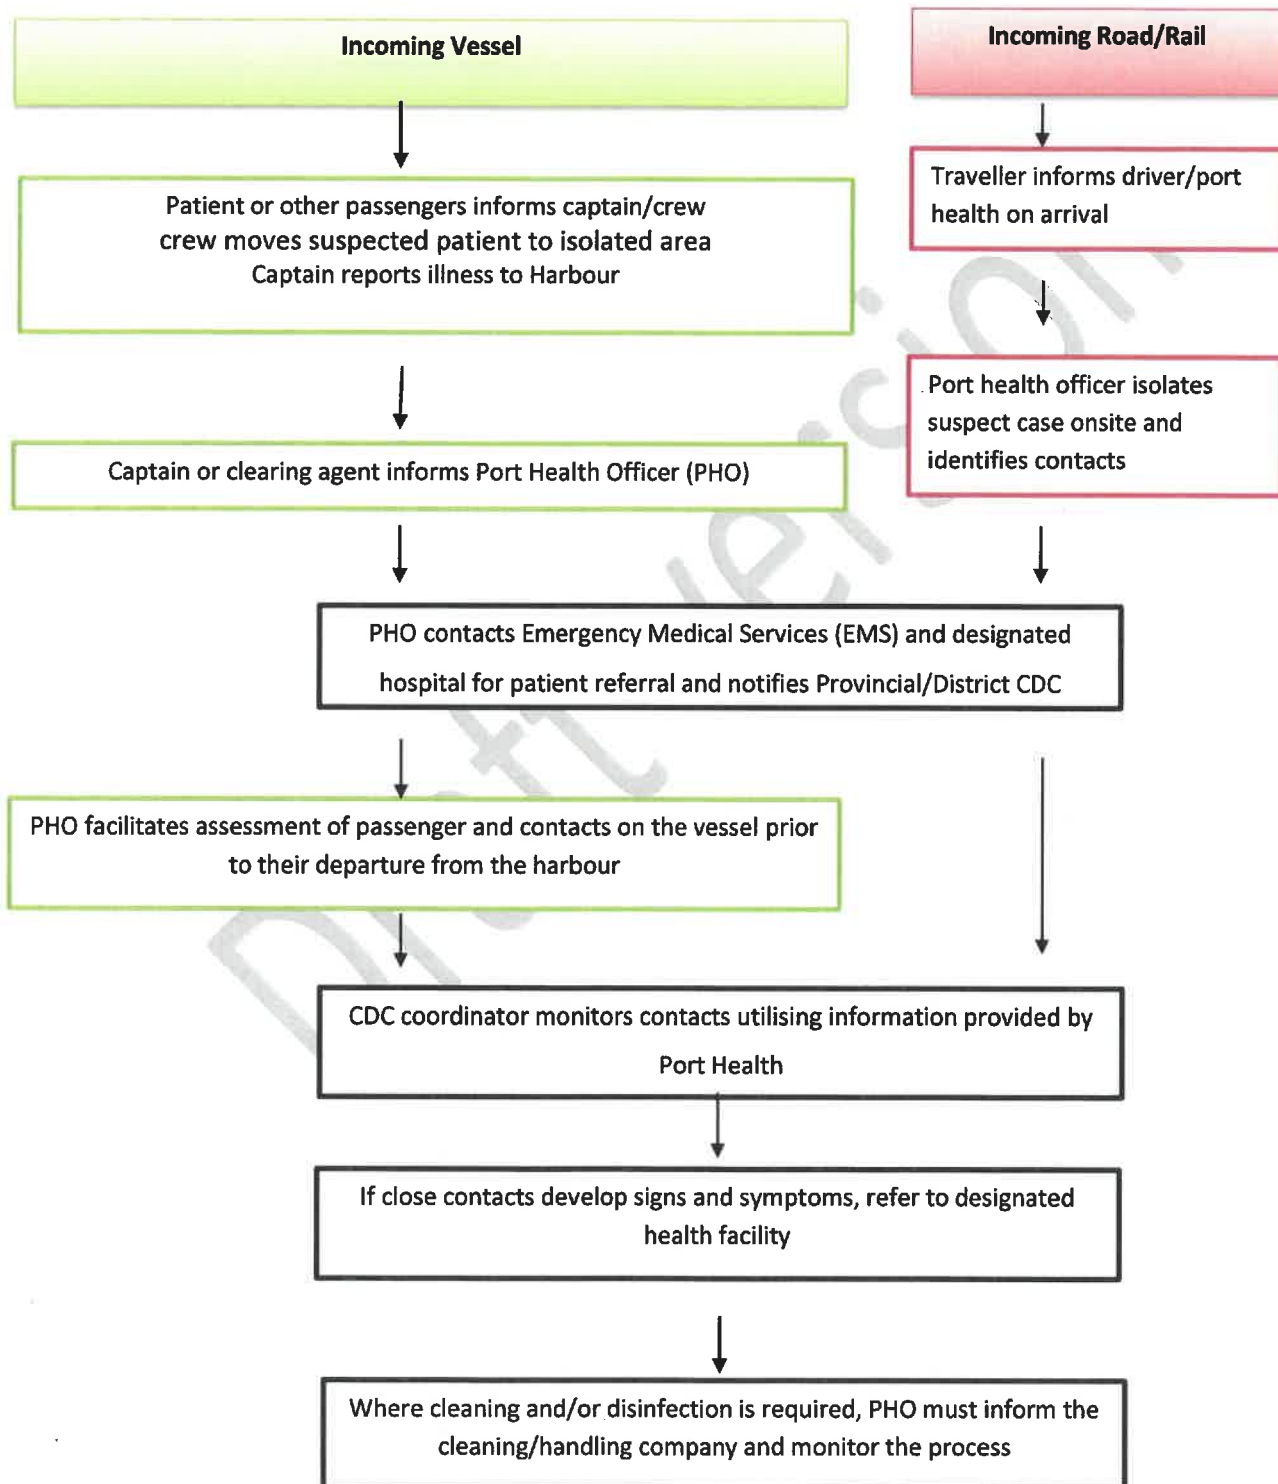 Incoming Vessel
Incoming Road/Rail
Patient or other passengers informs captain/crew
crew moves suspected patient to isolated area
Captain reports illness to Harbour
Traveller informs driver/port
health on arrival
Captain or clearing agent informs Port Health Officer (PHO)
Port health officer isolates
suspect case onsite and
identifies contacts
PHO contacts Emergency Medical Services (EMS) and designated
hospital for patient referral and notifies Provincial/District CDC
PHO facilitates assessment of passenger and contacts on the vessel prior
to their departure from the harbour
CDC coordinator monitors contacts utilising information provided by
Port Health
If close contacts develop signs and symptoms, refer to designated
health facility
Where cleaning and/or disinfection is required, PHO must inform the
cleaning/handling company and monitor the process
Draft version